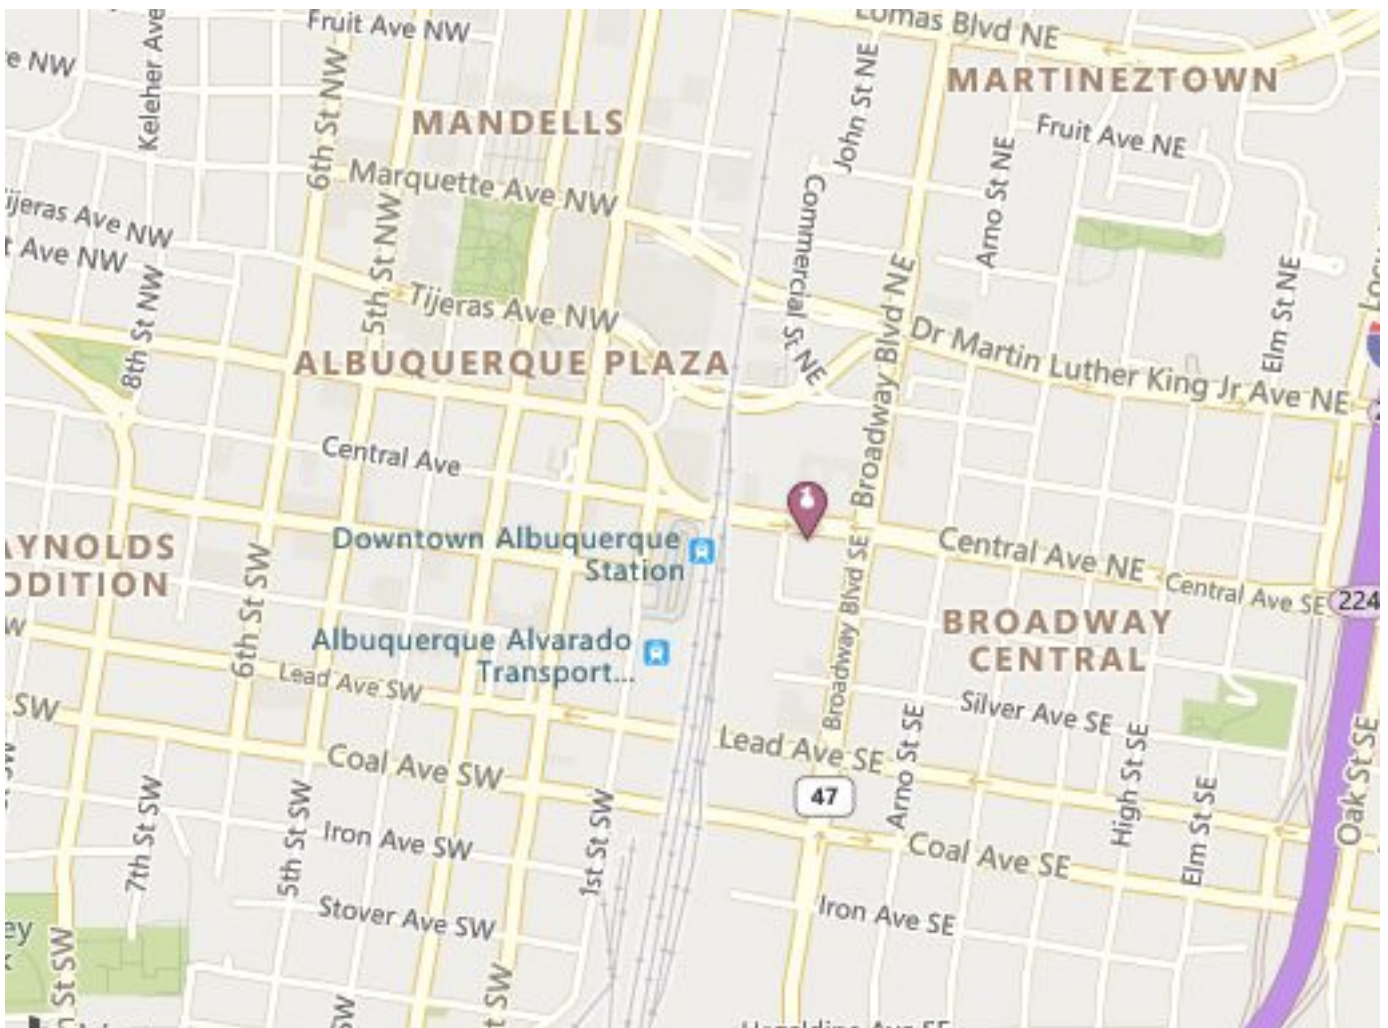 Fruit Ave NW
Lomas Blvd NE
Keleher Ave
e NW
6th St NW
MANDELLS
John St NE
MARTINEZTOWN
Fruit Ave NE
Arno St NE
Marquette Ave NW
Commercial St NE
ijeras Ave NW
t Ave NW
5th St NW
8th St NW
Tijeras Ave NW
Broadway Blvd NE
Elm St NE
Dr Martin Luther King Jr Ave NE
ALBUQUERQUE PLAZA
Central Ave
Downtown Albuquerque
Station
Central Ave NE
Central Ave SE
224
AYNOLDS
DDITION
6th St SW
Broadway Blvd SE
BROADWAY
CENTRAL
Albuquerque Alvarado
Transport...
W
Lead Ave SW
SW
Silver Ave SE
Arno St SE
High St SE
Oak St SE
Lead Ave SE
Coal Ave SW
47
Elm St SE
7th St SW
5th St SW
Iron Ave SW
1st St SW
Coal Ave SE
Stover Ave SW
Iron Ave SE
ey
h St SW
SW
t SW